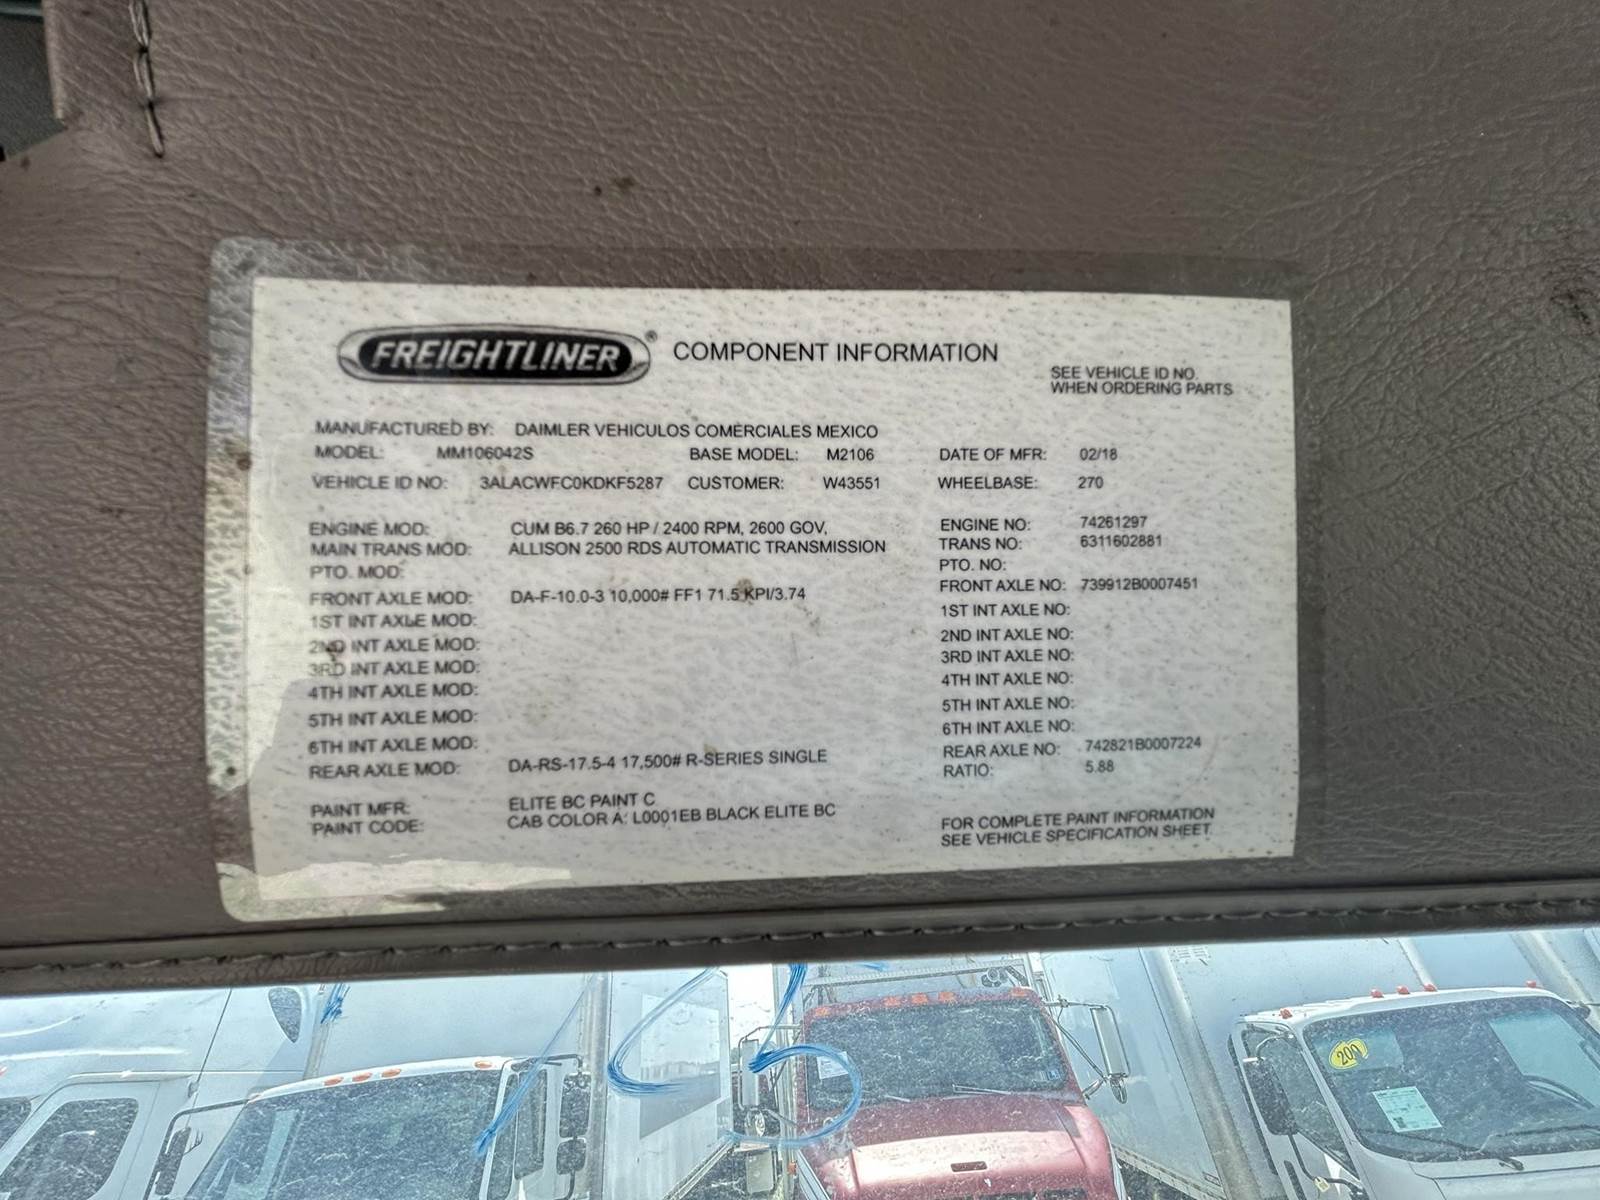 FREIGHTLINER® COMPONENT INFORMATION
SEE VEHICLE ID NO.
WHEN ORDERING PARTS
MANUFACTURED BY: DAIMLER VEHICULOS COMERCIALES MEXICO
MODEL: MM106042S BASE MODEL: M2106 DATE OF MFR: 02/18
VEHICLE ID NO: 3ALACWFC0KDKF5287 CUSTOMER: W43551 WHEELBASE: 270
ENGINE MOD: CUM B6.7 260 HP / 2400 RPM, 2600 GOV, ENGINE NO: 74261297
MAIN TRANS MOD: ALLISON 2500 RDS AUTOMATIC TRANSMISSION TRANS NO: 6311602881
PTO. MOD: PTO. NO:
FRONT AXLE MOD: DA-F-10.0-3 10,000# FF1 71.5 KPI/3.74 FRONT AXLE NO: 739912B0007451
1ST INT AXLE MOD: 1ST INT AXLE NO:
2ND INT AXLE MOD: 2ND INT AXLE NO:
3RD INT AXLE MOD: 3RD INT AXLE NO:
4TH INT AXLE MOD: 4TH INT AXLE NO:
5TH INT AXLE MOD: 5TH INT AXLE NO:
6TH INT AXLE MOD: 6TH INT AXLE NO:
REAR AXLE MOD: DA-RS-17.5-4 17,500# R-SERIES SINGLE REAR AXLE NO: 742821B0007224
RATIO: 5.88
PAINT MFR: ELITE BC PAINT C
PAINT CODE: CAB COLOR A: L0001EB BLACK ELITE BC
FOR COMPLETE PAINT INFORMATION
SEE VEHICLE SPECIFICATION SHEET.